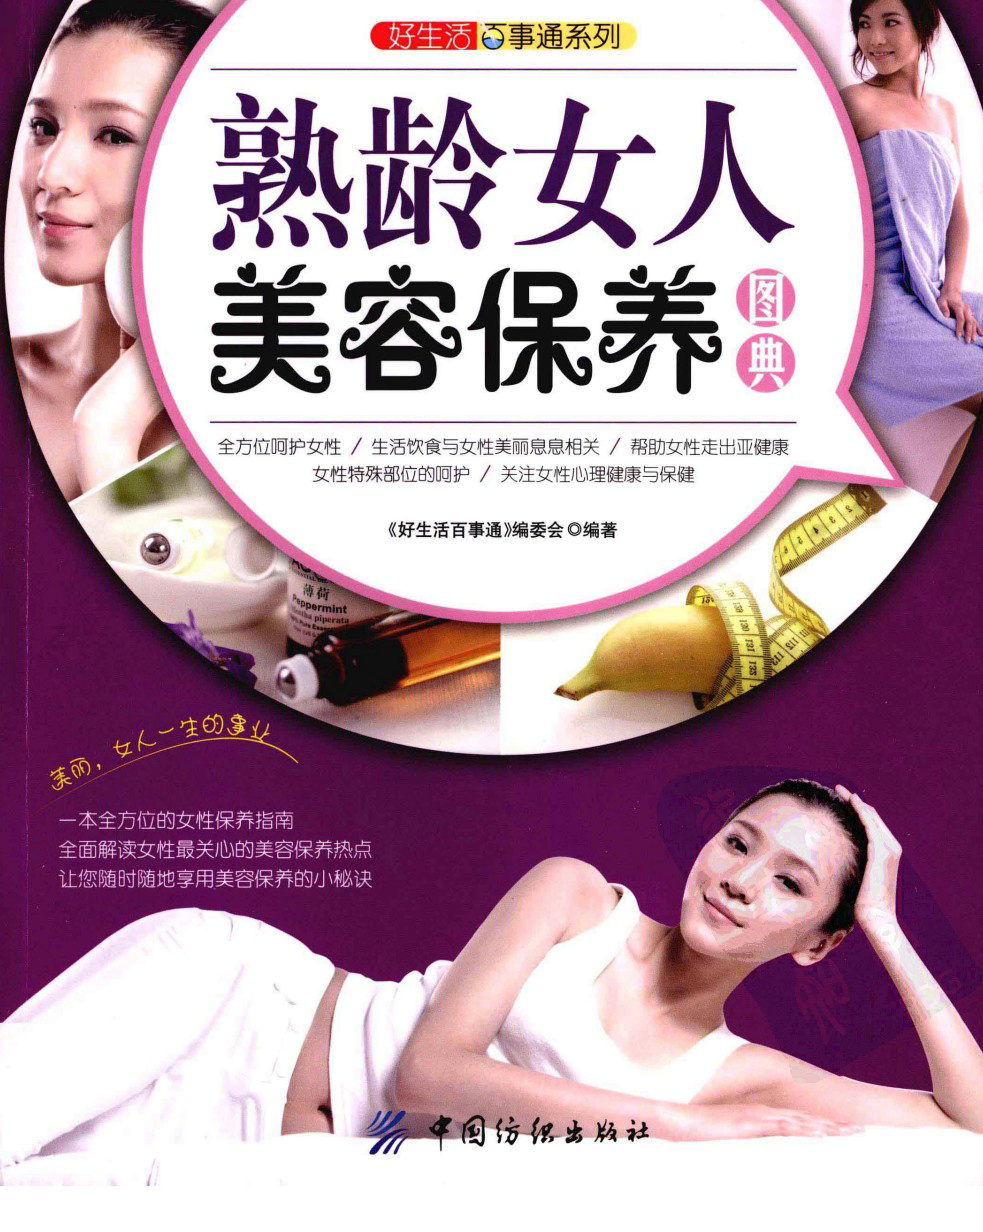 好生活百事通系列
熟龄女人
美容保养图典
全方位呵护女性 / 生活饮食与女性美丽息息相关 / 帮助女性走出亚健康
女性特殊部位的呵护 / 关注女性心理健康与保健
《好生活百事通》编委会◎编著
薄荷
Peppermint
Mentha piperata
美丽，女人一生的事业
一本全方位的女性保养指南
全面解读女性最关心的美容保养热点
让您随时随地享用美容保养的小秘诀
中国纺织出版社